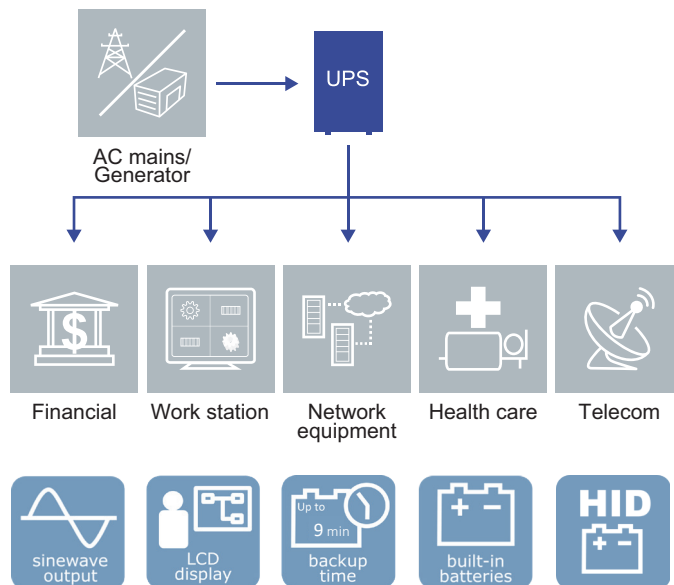 UPS
AC mains/
Generator
$
Financial
Work station
Network
equipment
Health care
Telecom
sinewave
output
LCD
display
Up to
9 min
backup
time
+ -
built-in
batteries
HID
+ -